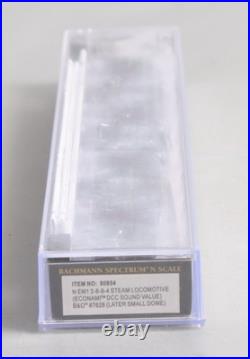 BACHMANN SPECTRUM® N SCALE
ITEM NO: 80854
N EM1 2-8-8-4 STEAM LOCOMOTIVE
(ECONAMI™ DCC SOUND VALUE)
B&O® #7628 (LATER SMALL DOME)